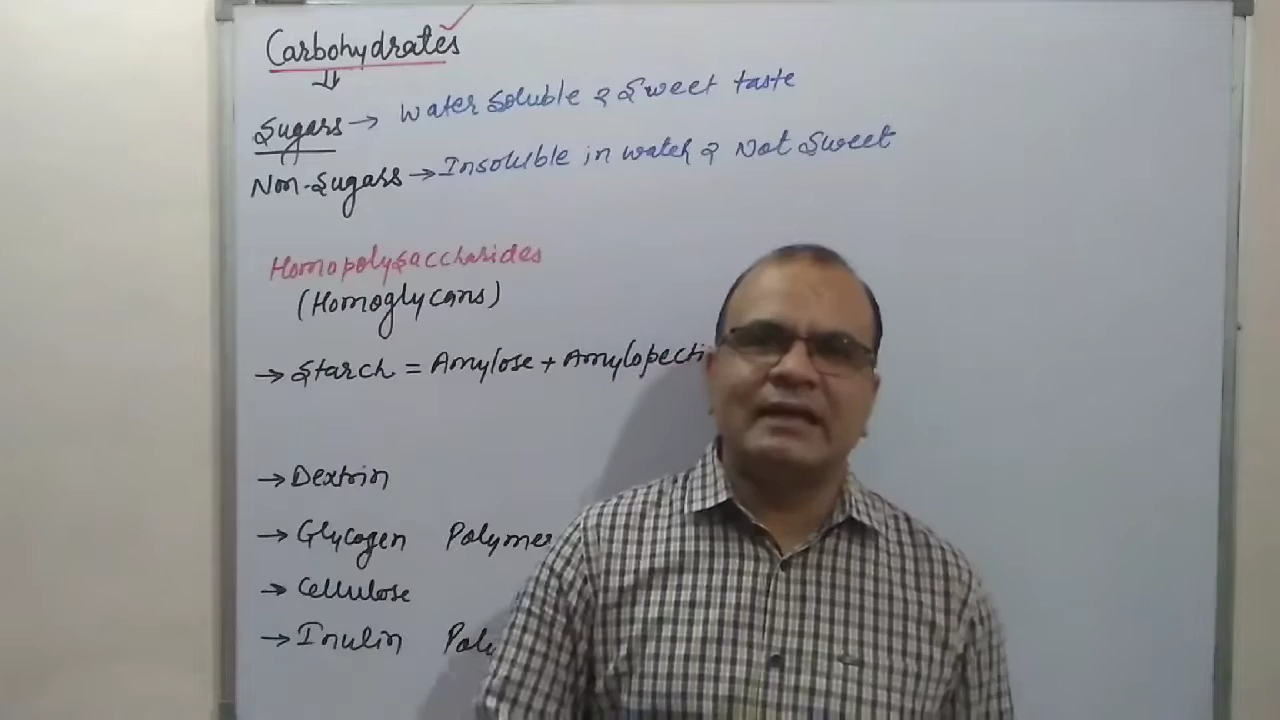 Carbohydrates
Sugars → Water soluble & Sweet taste
Non-Sugars → Insoluble in water & Not Sweet
Homopolysaccharides
(Homoglycans)
→ Starch = Amylose + Amylopecti
→ Dextrin
→ Glycogen Polymer
→ Cellulose
→ Inulin Poly